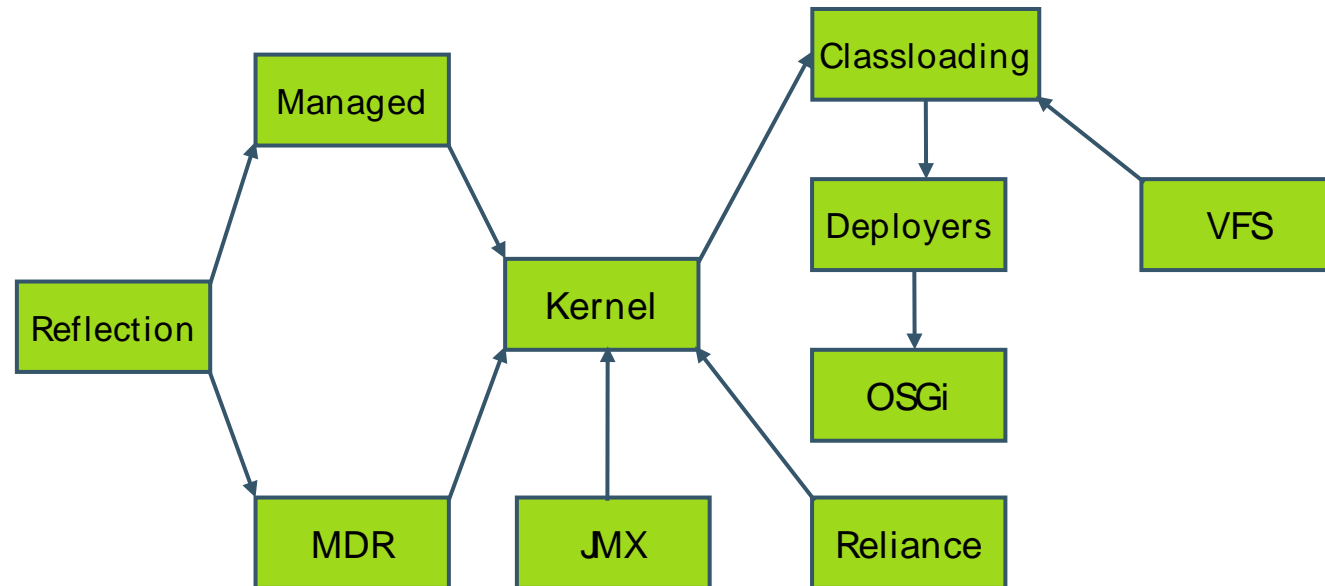 Classloading
Managed
Deployers
VFS
Kernel
Reflection
OSGi
MDR
JMX
Reliance